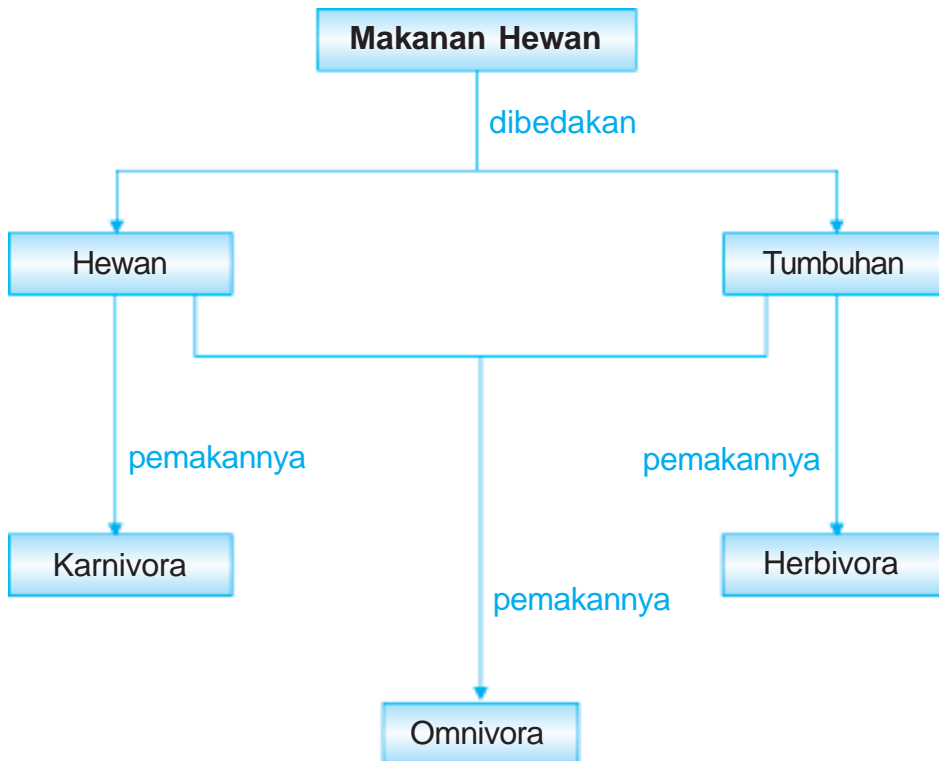 Makanan Hewan
dibedakan
Hewan
Tumbuhan
pemakannya
pemakannya
Karnivora
Herbivora
pemakannya
Omnivora